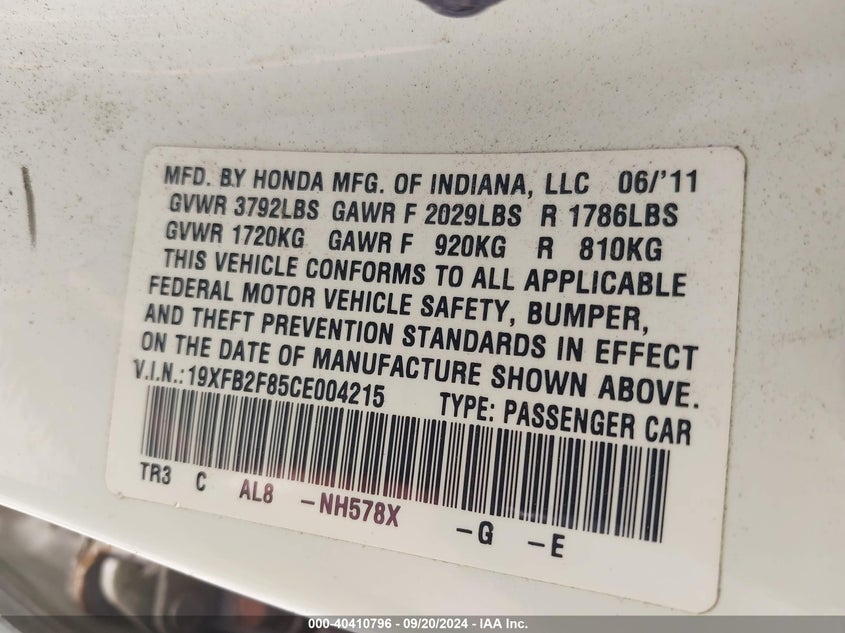 MFD. BY HONDA MFG. OF INDIANA, LLC 06/'11
GVWR 3792LBS GAWR F 2029LBS R 1786LBS
GVWR 1720KG GAWR F 920KG R 810KG
THIS VEHICLE CONFORMS TO ALL APPLICABLE
FEDERAL MOTOR VEHICLE SAFETY, BUMPER,
AND THEFT PREVENTION STANDARDS IN EFFECT
ON THE DATE OF MANUFACTURE SHOWN ABOVE.
V.I.N.:19XFB2F85CE004215 TYPE: PASSENGER CAR
TR3 C AL8 -NH578X -G -E
000-40410796 - 09/20/2024 - IAA Inc.